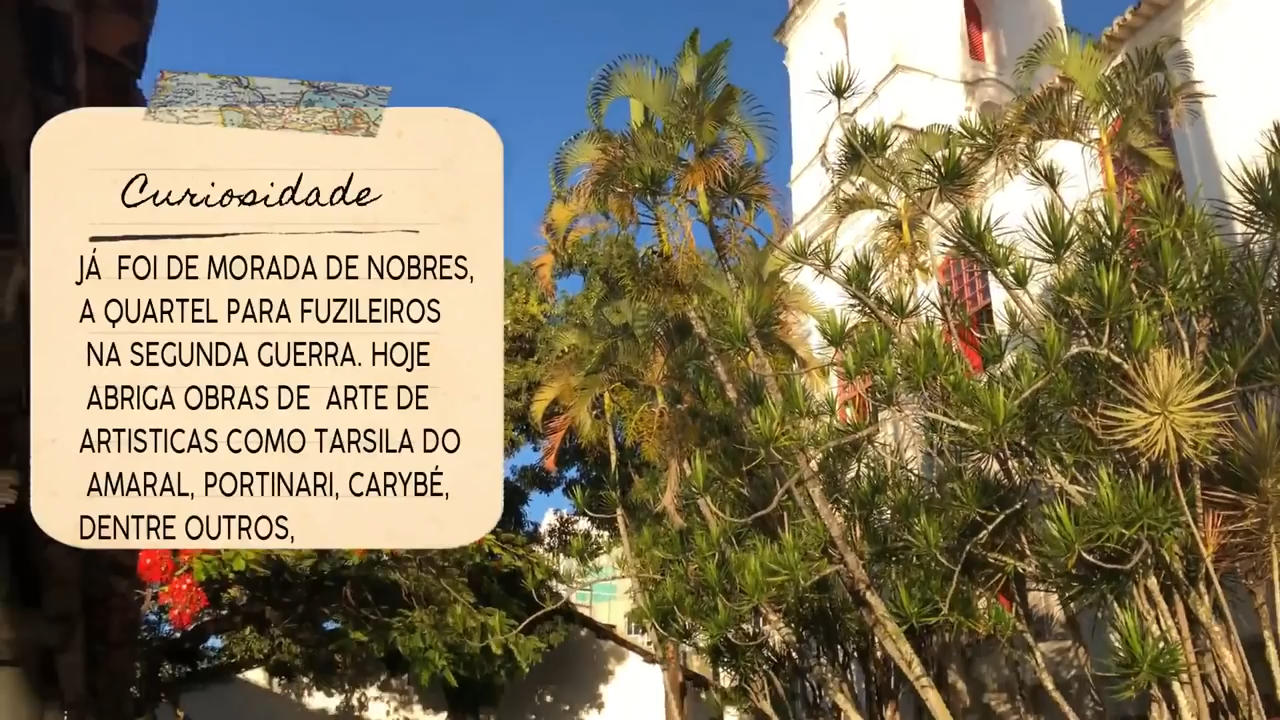 Curiosidade
JÁ FOI DE MORADA DE NOBRES,
A QUARTEL PARA FUZILEIROS
NA SEGUNDA GUERRA. HOJE
ABRIGA OBRAS DE ARTE DE
ARTISTICAS COMO TARSILA DO
AMARAL, PORTINARI, CARYBÉ,
DENTRE OUTROS,